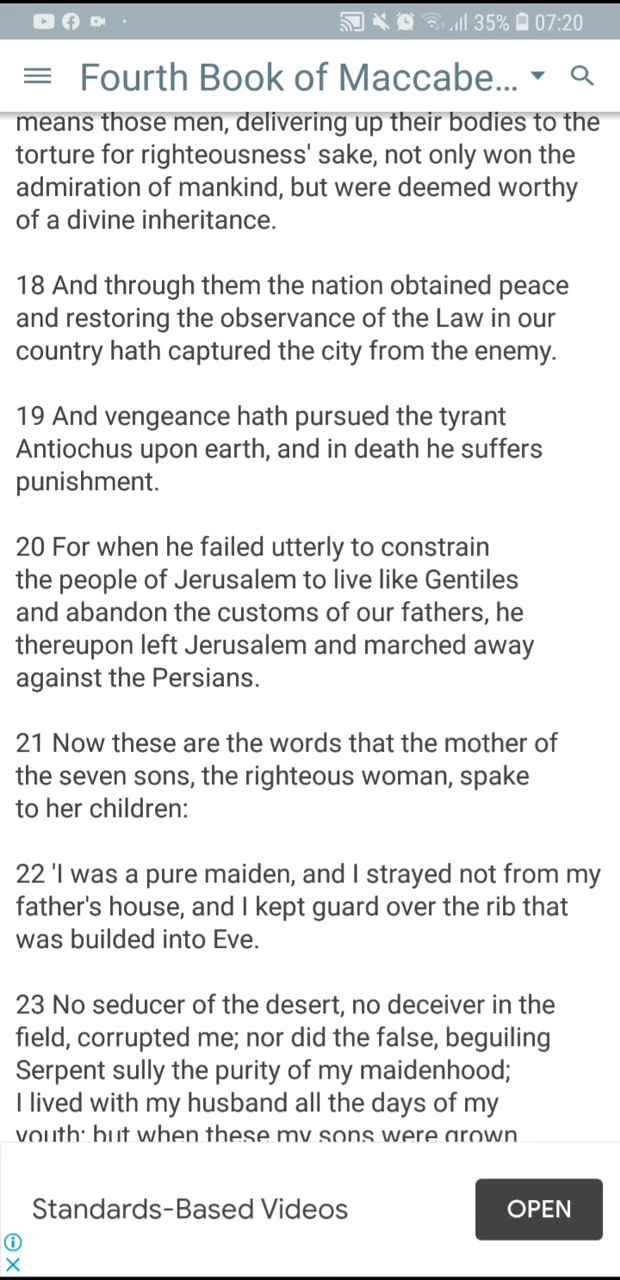 35% 07:20
Fourth Book of Maccabe...
means those men, delivering up their bodies to the
torture for righteousness' sake, not only won the
admiration of mankind, but were deemed worthy
of a divine inheritance.
18 And through them the nation obtained peace
and restoring the observance of the Law in our
country hath captured the city from the enemy.
19 And vengeance hath pursued the tyrant
Antiochus upon earth, and in death he suffers
punishment.
20 For when he failed utterly to constrain
the people of Jerusalem to live like Gentiles
and abandon the customs of our fathers, he
thereupon left Jerusalem and marched away
against the Persians.
21 Now these are the words that the mother of
the seven sons, the righteous woman, spake
to her children:
22 'I was a pure maiden, and I strayed not from my
father's house, and I kept guard over the rib that
was builded into Eve.
23 No seducer of the desert, no deceiver in the
field, corrupted me; nor did the false, beguiling
Serpent sully the purity of my maidenhood;
I lived with my husband all the days of my
youth; but when these my sons were grown
Standards-Based Videos
OPEN